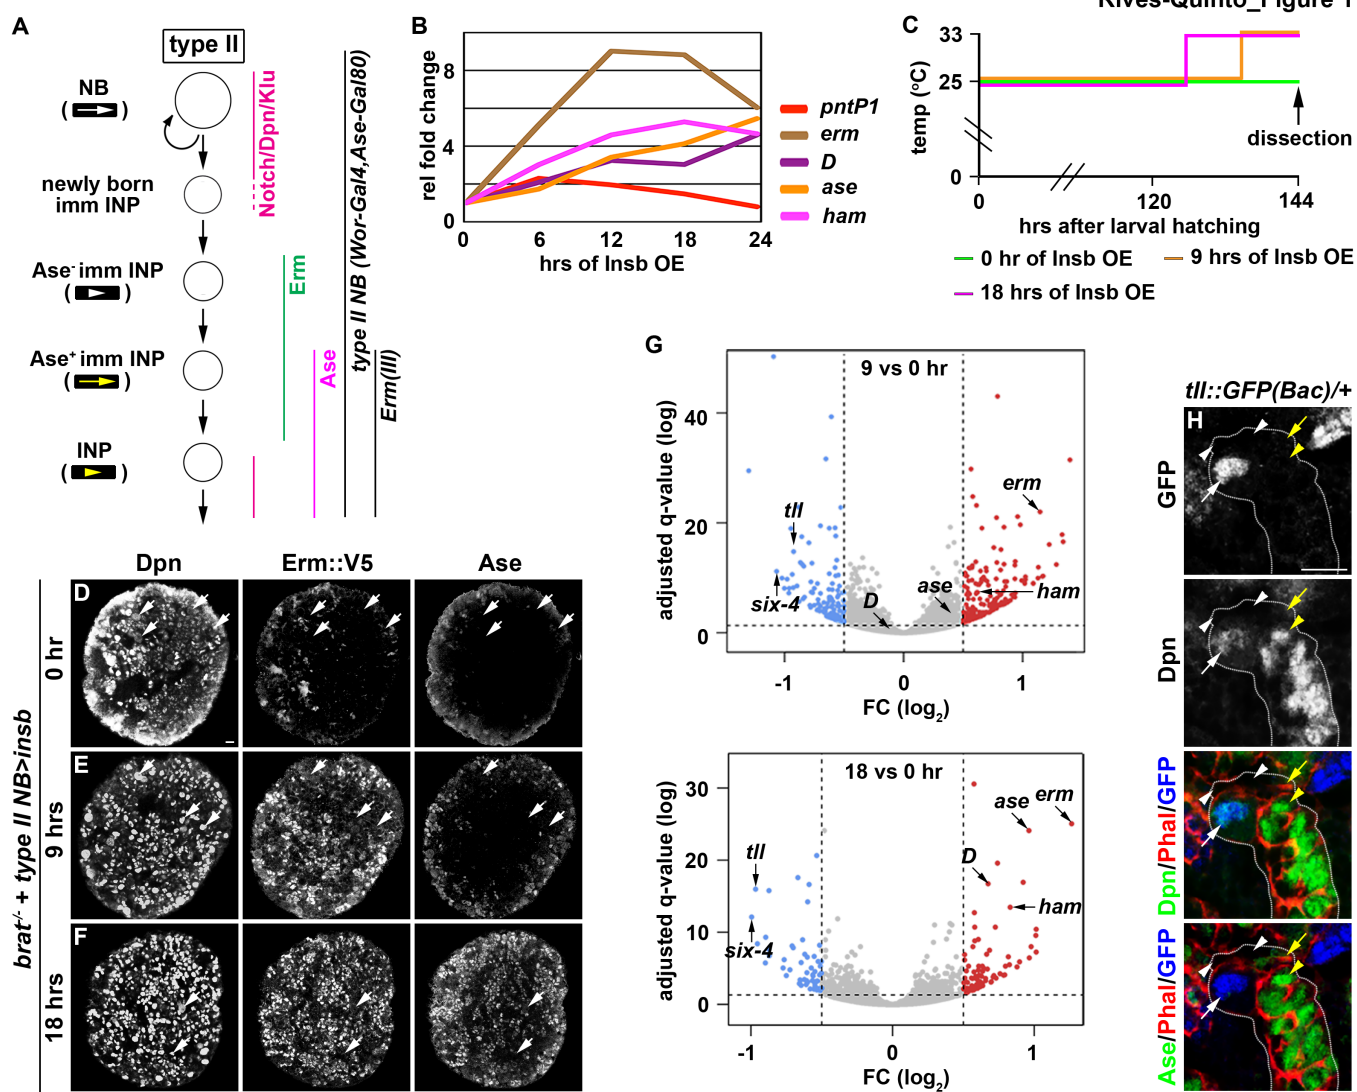 Rives-Quinto_Figure 1
A
type II
NB
( )
newly born
imm INP
Ase- imm INP
( )
Ase+ imm INP
( )
INP
( )
Notch/Dpn/Klu
Erm
Ase
type II NB (Wor-Gal4,Ase-Gal80)
Erm(III)
B
rel fold change
8
4
0
0 6 12 18 24
hrs of Insb OE
pntP1
erm
D
ase
ham
C
temp (°C)
33
25
0
0 120 144
dissection
hrs after larval hatching
0 hr of Insb OE
9 hrs of Insb OE
18 hrs of Insb OE
Dpn Erm::V5 Ase
brat-/- + type II NB>insb
D
0 hr
E
9 hrs
F
18 hrs
G
9 vs 0 hr
adjusted q-value (log)
40
20
0
-1 0 1
FC (log2)
tll
six-4
D
ase
erm
ham
18 vs 0 hr
adjusted q-value (log)
30
20
10
0
-1 0 1
FC (log2)
tll
six-4
D
ase
erm
ham
tll::GFP(Bac)/+
H
GFP
Dpn
Dpn/Phal/GFP
Ase/Phal/GFP